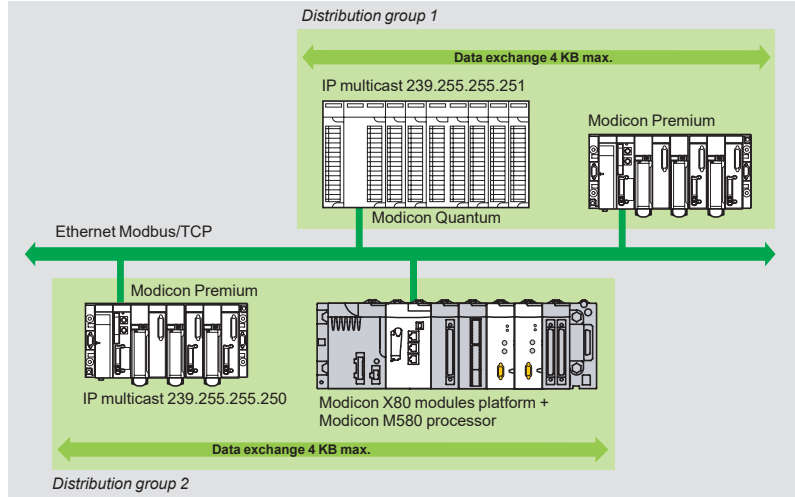 Distribution group 1
Data exchange 4 KB max.
IP multicast 239.255.255.251
Modicon Premium
Modicon Quantum
Ethernet Modbus/TCP
Modicon Premium
IP multicast 239.255.255.250
Modicon X80 modules platform +
Modicon M580 processor
Data exchange 4 KB max.
Distribution group 2